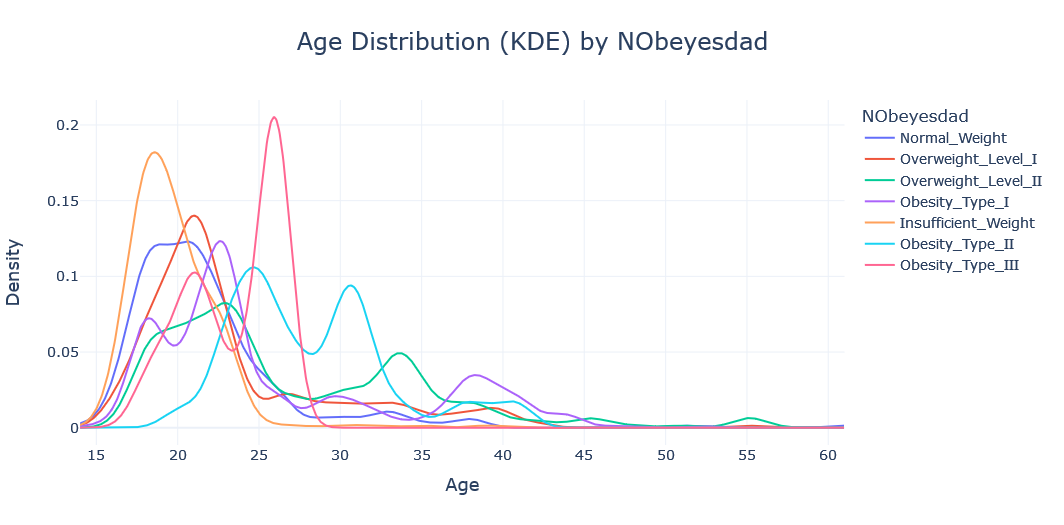 Age Distribution (KDE) by NObeyesdad
NObeyesdad
Normal_Weight
Overweight_Level_I
Overweight_Level_II
Obesity_Type_I
Insufficient_Weight
Obesity_Type_II
Obesity_Type_III
Density
0.2
0.15
0.1
0.05
0
15 20 25 30 35 40 45 50 55 60
Age